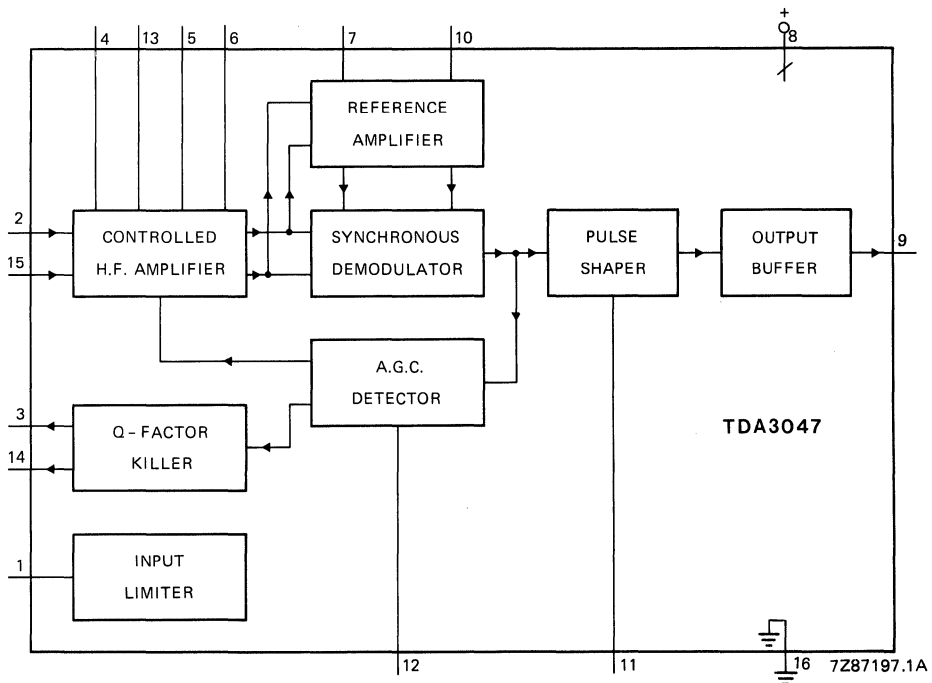 4 13 5 6 7 10 + 8
REFERENCE
AMPLIFIER
2
15
CONTROLLED
H.F. AMPLIFIER
SYNCHRONOUS
DEMODULATOR
PULSE
SHAPER
OUTPUT
BUFFER
9
A.G.C.
DETECTOR
3
14
Q-FACTOR
KILLER
TDA3047
1
INPUT
LIMITER
12 11 16 7Z87197.1A